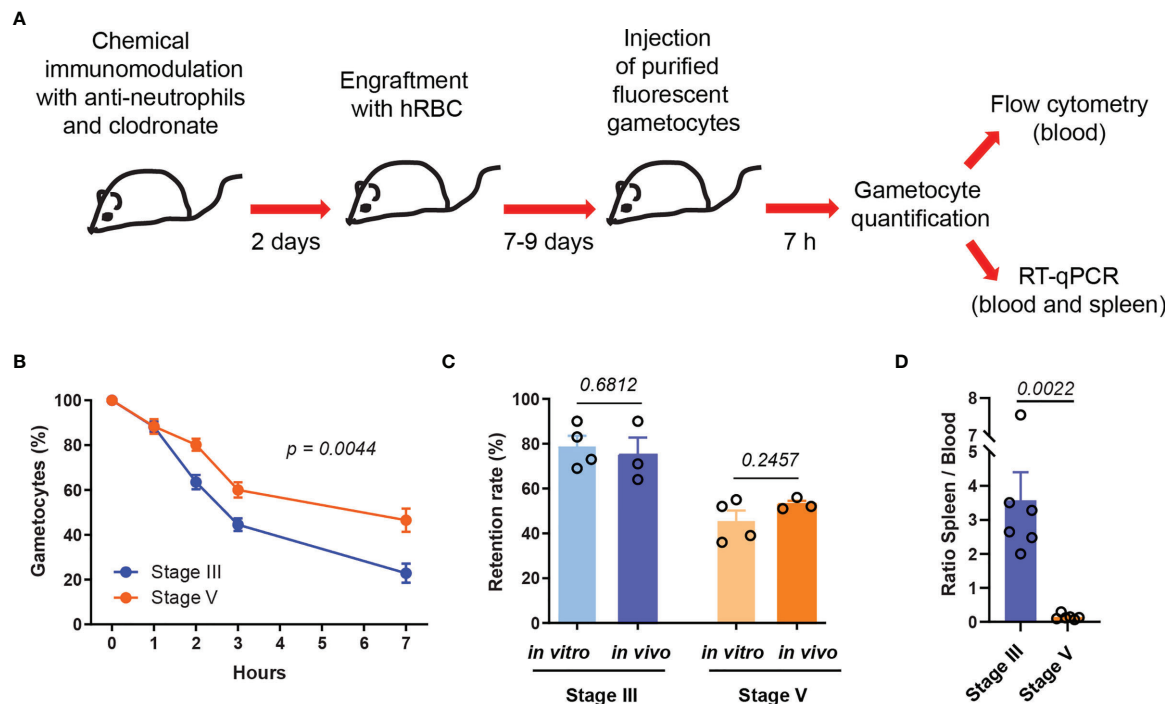 A
Chemical
immunomodulation
with anti-neutrophils
and clodronate
2 days
Engraftment
with hRBC
7-9 days
Injection
of purified
fluorescent
gametocytes
7 h
Gametocyte
quantification
Flow cytometry
(blood)
RT-qPCR
(blood and spleen)
B
Gametocytes (%)
100
80
60
40
20
0
p = 0.0044
Stage III
Stage V
0 1 2 3 4 5 6 7
Hours
C
Retention rate (%)
100
80
60
40
20
0
0.6812
0.2457
in vitro in vivo in vitro in vivo
Stage III Stage V
D
Ratio Spleen / Blood
8
7
5
4
3
2
1
0
0.0022
Stage III
Stage V